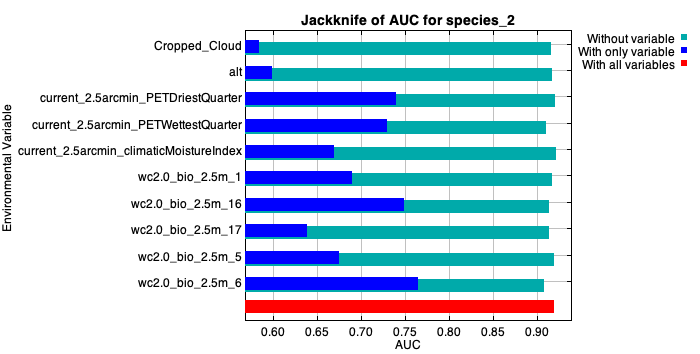 Jackknife of AUC for species_2
Without variable
With only variable
With all variables
Environmental Variable
Cropped_Cloud
alt
current_2.5arcmin_PETDriestQuarter
current_2.5arcmin_PETWettestQuarter
current_2.5arcmin_climaticMoistureIndex
wc2.0_bio_2.5m_1
wc2.0_bio_2.5m_16
wc2.0_bio_2.5m_17
wc2.0_bio_2.5m_5
wc2.0_bio_2.5m_6
0.60 0.65 0.70 0.75 0.80 0.85 0.90
AUC